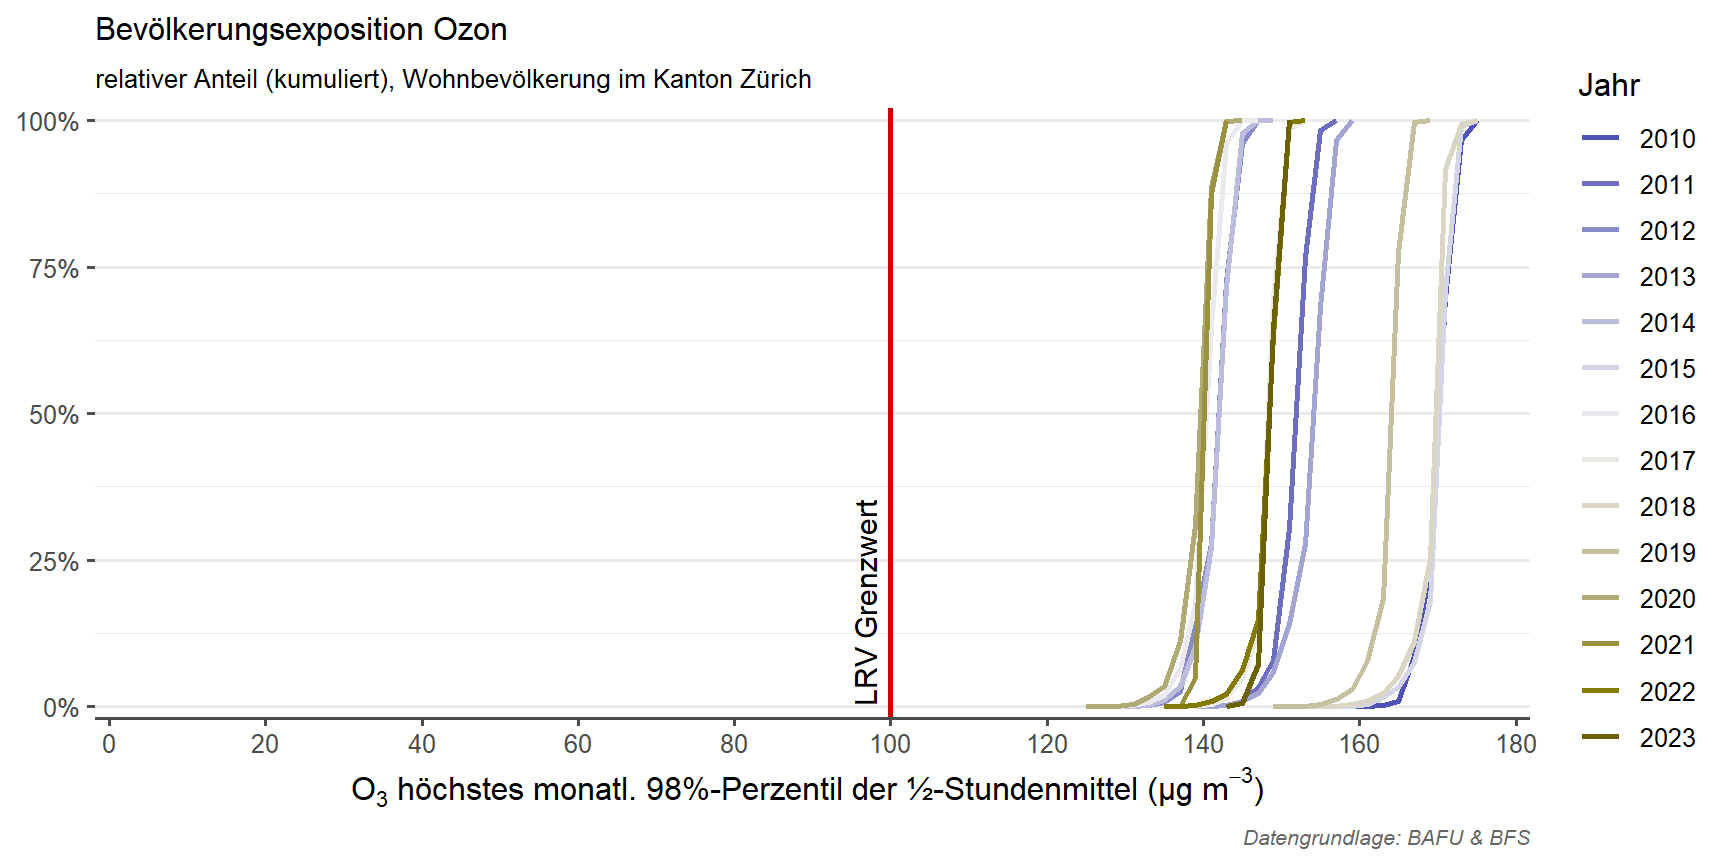 Bevölkerungsexposition Ozon
relativer Anteil (kumuliert), Wohnbevölkerung im Kanton Zürich
100%
75%
50%
25%
0%
LRV Grenzwert
0 20 40 60 80 100 120 140 160 180
O₃ höchstes monatl. 98%-Perzentil der ½-Stundenmittel (µg m⁻³)
Jahr
2010
2011
2012
2013
2014
2015
2016
2017
2018
2019
2020
2021
2022
2023
Datengrundlage: BAFU & BFS